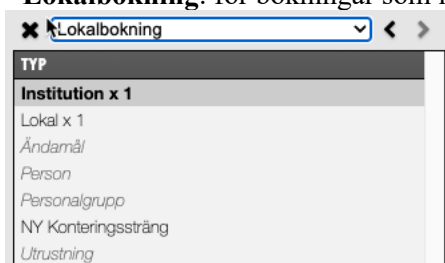 Lokalbokning: för bokningar som i
Lokalbokning
TYP
Institution x 1
Lokal x 1
Ändamål
Person
Personalgrupp
NY Konteringssträng
Utrustning